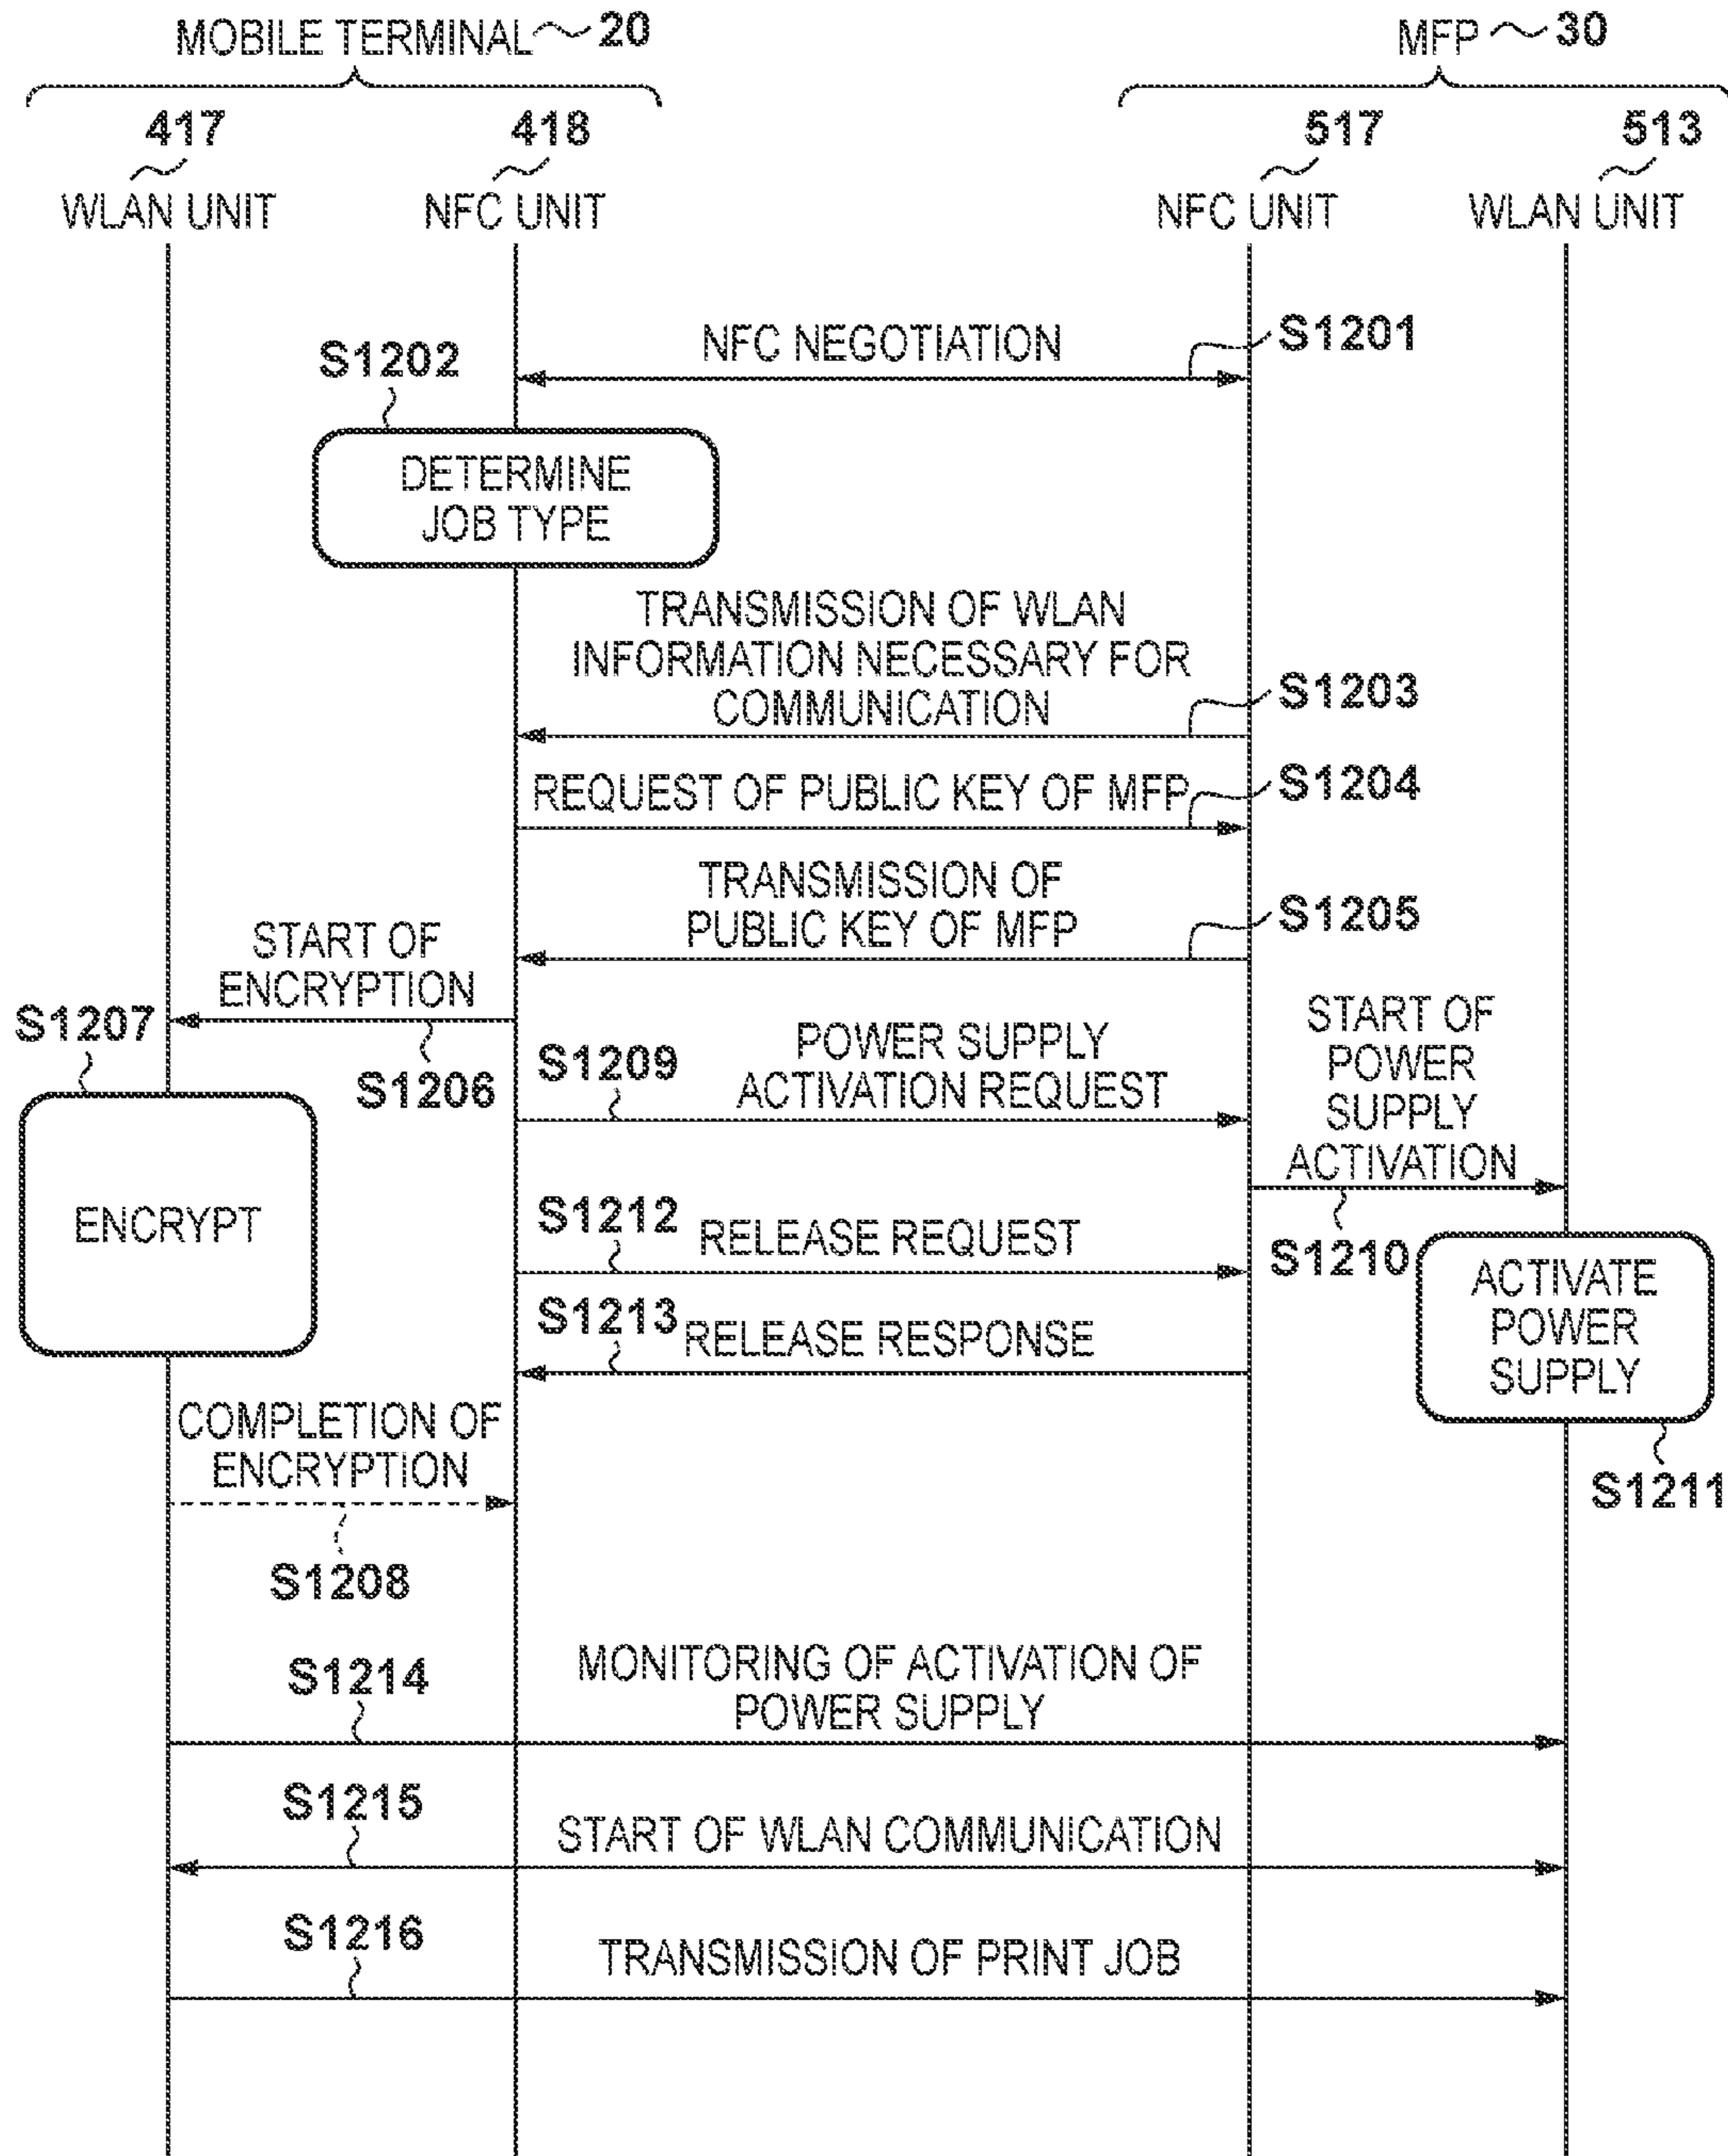 MOBILE TERMINAL 20
MFP 30
417
418
517
513
WLAN UNIT
NFC UNIT
NFC UNIT
WLAN UNIT
NFC NEGOTIATION
S1201
S1202
DETERMINE
JOB TYPE
TRANSMISSION OF WLAN
INFORMATION NECESSARY FOR
COMMUNICATION
S1203
REQUEST OF PUBLIC KEY OF MFP
S1204
TRANSMISSION OF
PUBLIC KEY OF MFP
S1205
START OF
ENCRYPTION
S1206
S1207
ENCRYPT
S1209
POWER SUPPLY
ACTIVATION REQUEST
START OF
POWER
SUPPLY
ACTIVATION
S1210
S1212
RELEASE REQUEST
ACTIVATE
POWER
SUPPLY
S1211
S1213
RELEASE RESPONSE
COMPLETION OF
ENCRYPTION
S1208
S1214
MONITORING OF ACTIVATION OF
POWER SUPPLY
S1215
START OF WLAN COMMUNICATION
S1216
TRANSMISSION OF PRINT JOB